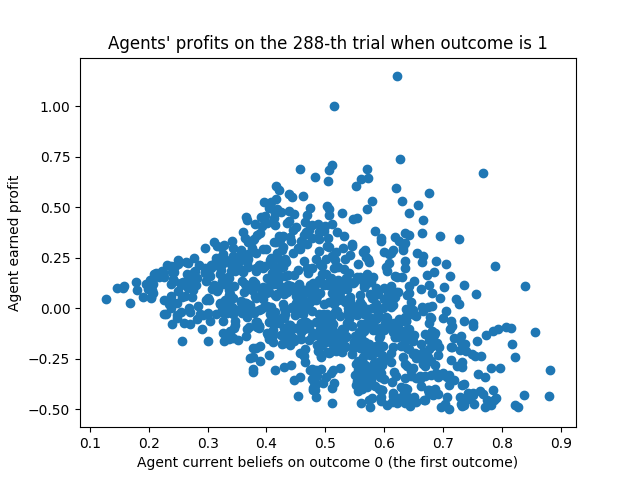 Agents' profits on the 288-th trial when outcome is 1
Agent earned profit
1.00
0.75
0.50
0.25
0.00
−0.25
−0.50
0.1 0.2 0.3 0.4 0.5 0.6 0.7 0.8 0.9
Agent current beliefs on outcome 0 (the first outcome)